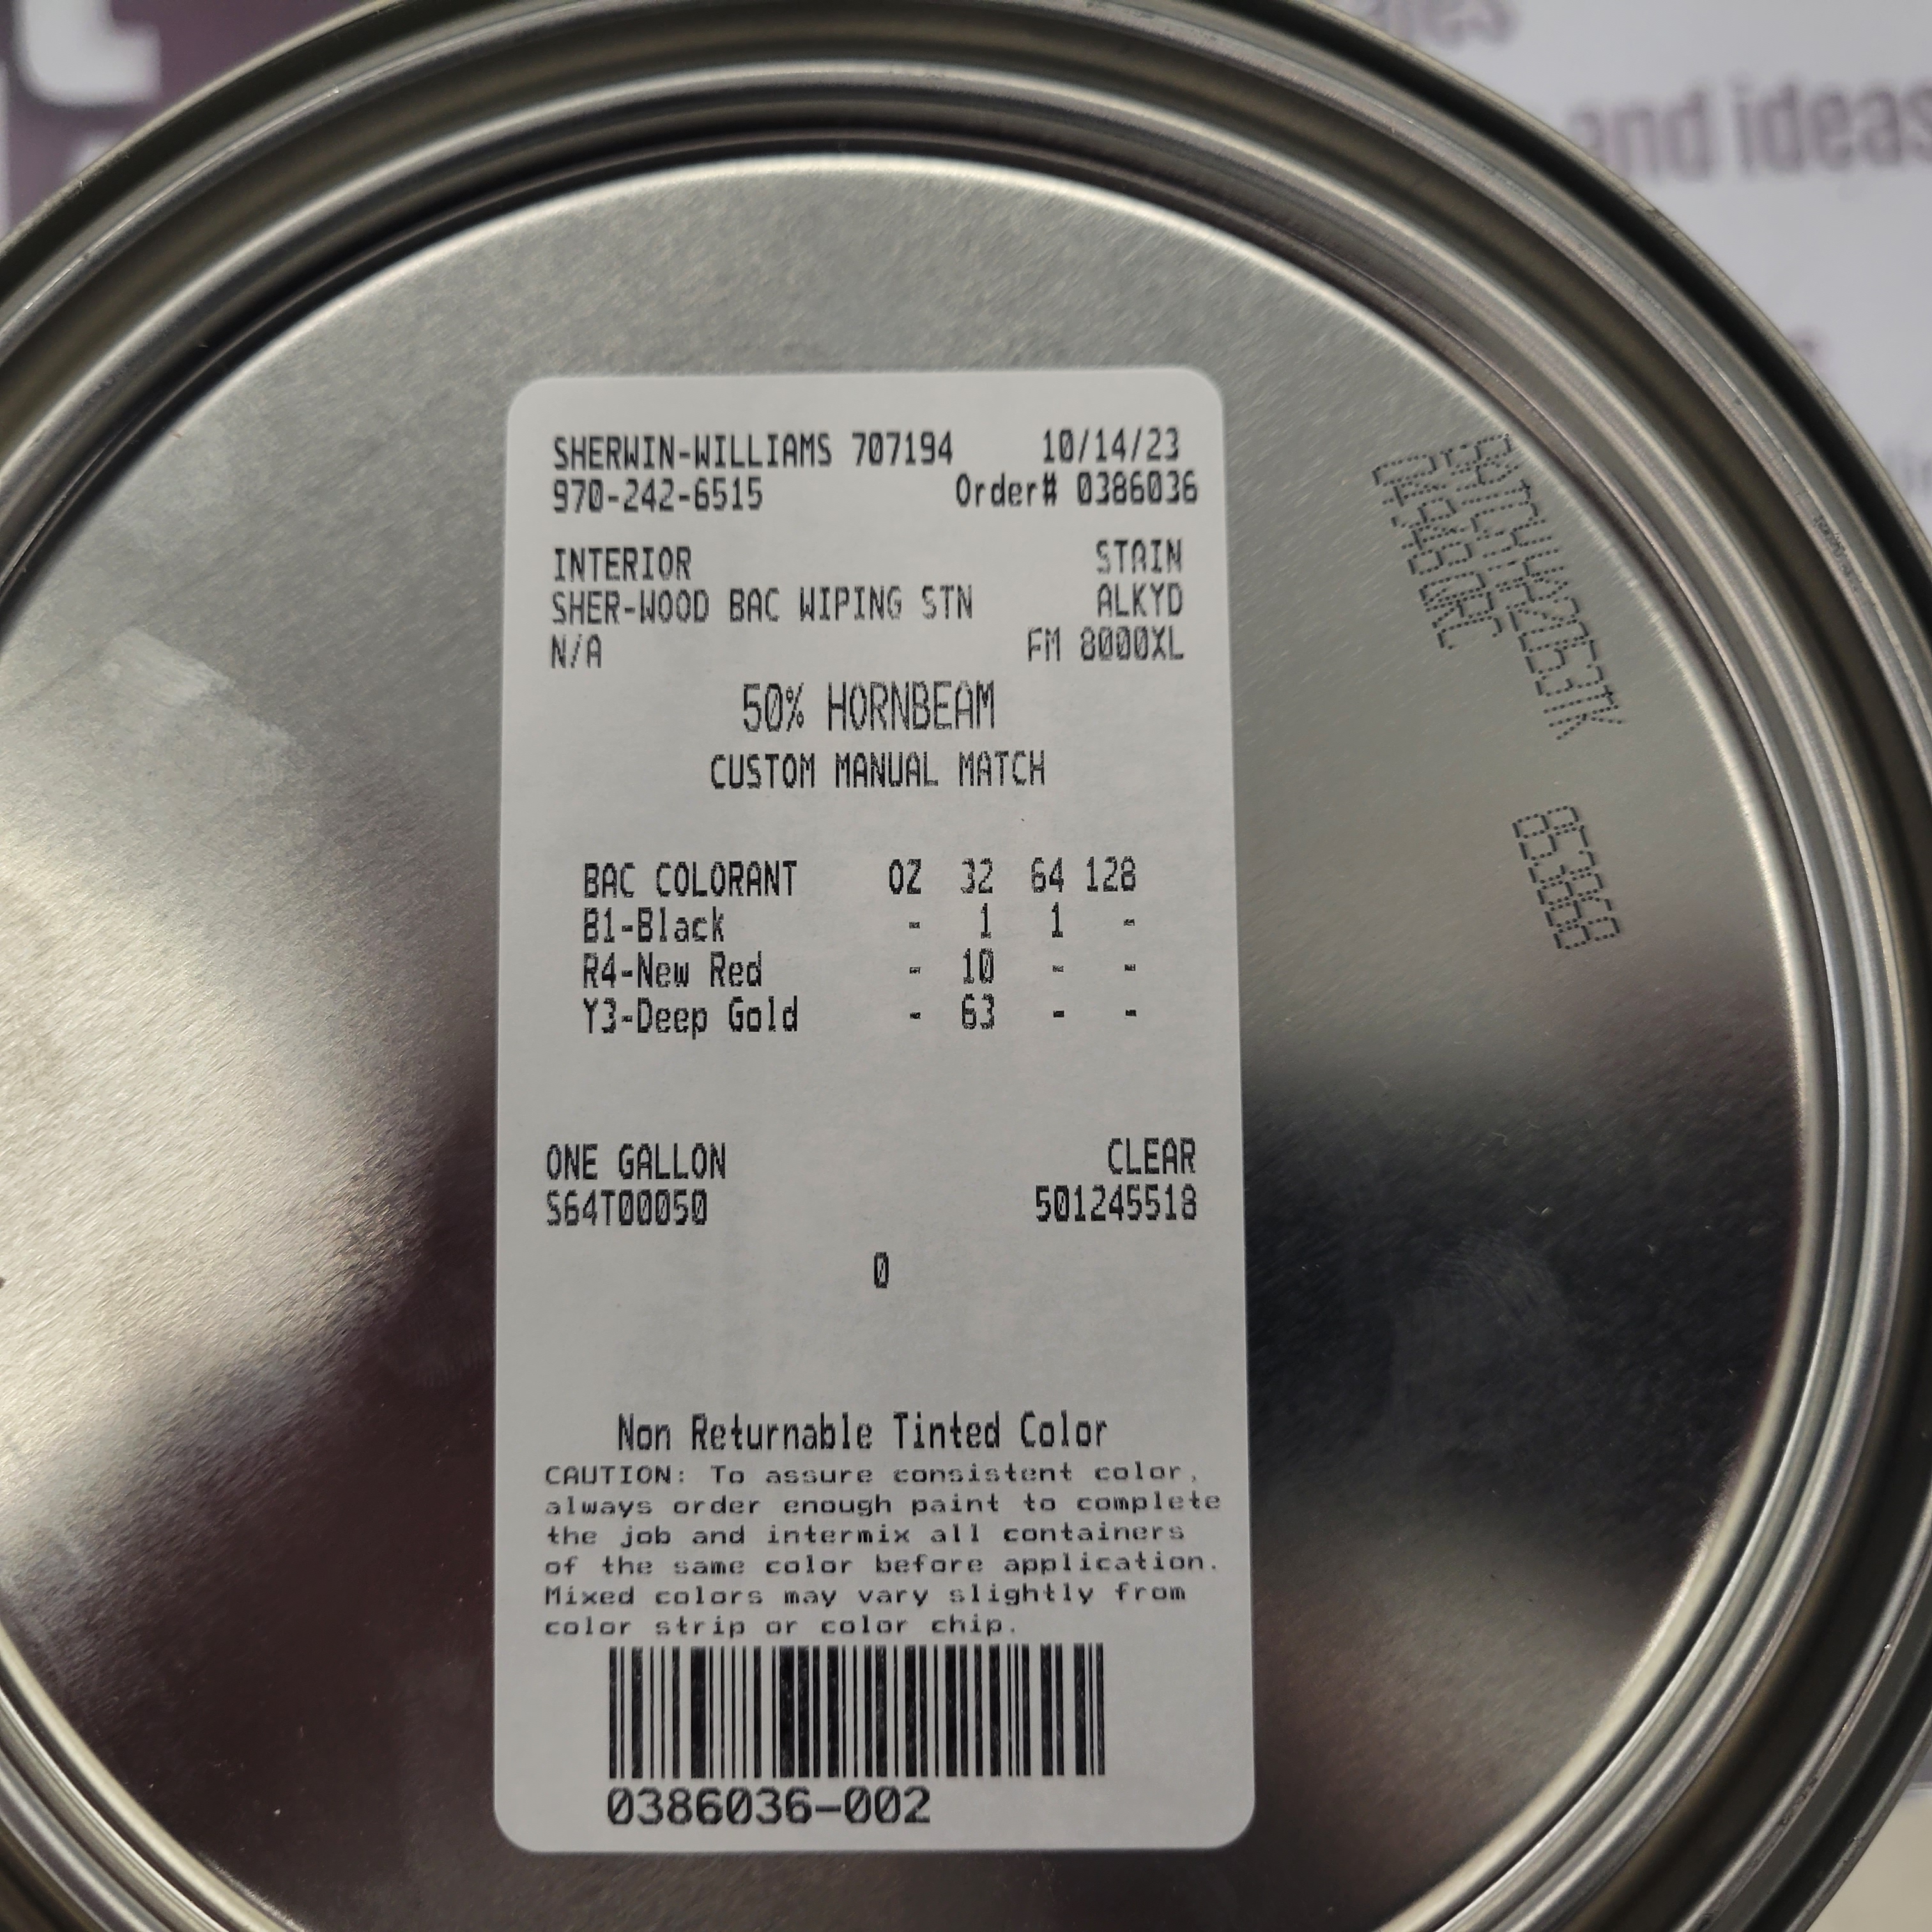 SHERWIN-WILLIAMS 707194 10/14/23
970-242-6515 Order# 0386036
INTERIOR STAIN
SHER-WOOD BAC WIPING STN ALKYD
N/A FM 8000XL
50% HORNBEAM
CUSTOM MANUAL MATCH
BAC COLORANT OZ 32 64 128
B1-Black - 1 1 -
R4-New Red - 10 - -
Y3-Deep Gold - 63 - -
ONE GALLON CLEAR
S64T00050 501245518
0
Non Returnable Tinted Color
CAUTION: To assure consistent color,
always order enough paint to complete
the job and intermix all containers
of the same color before application.
Mixed colors may vary slightly from
color strip or color chip.
0386036-002
and ideas